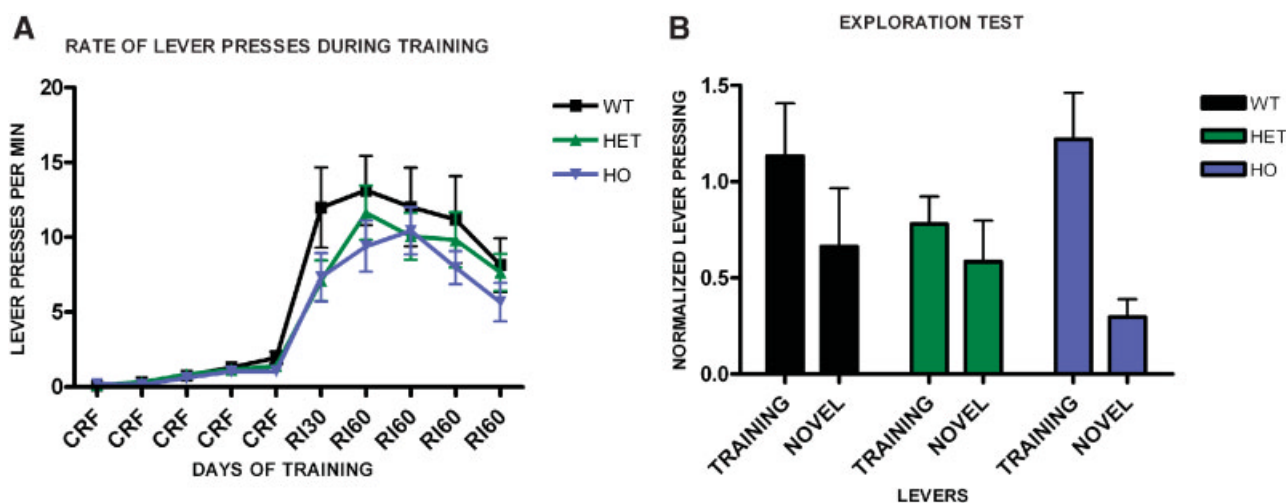 A
RATE OF LEVER PRESSES DURING TRAINING
LEVER PRESSES PER MIN
20
15
10
5
0
CRF
CRF
CRF
CRF
CRF
RI30
RI60
RI60
RI60
RI60
DAYS OF TRAINING
WT
HET
HO
B
EXPLORATION TEST
NORMALIZED LEVER PRESSING
1.5
1.0
0.5
0.0
TRAINING
NOVEL
TRAINING
NOVEL
TRAINING
NOVEL
LEVERS
WT
HET
HO